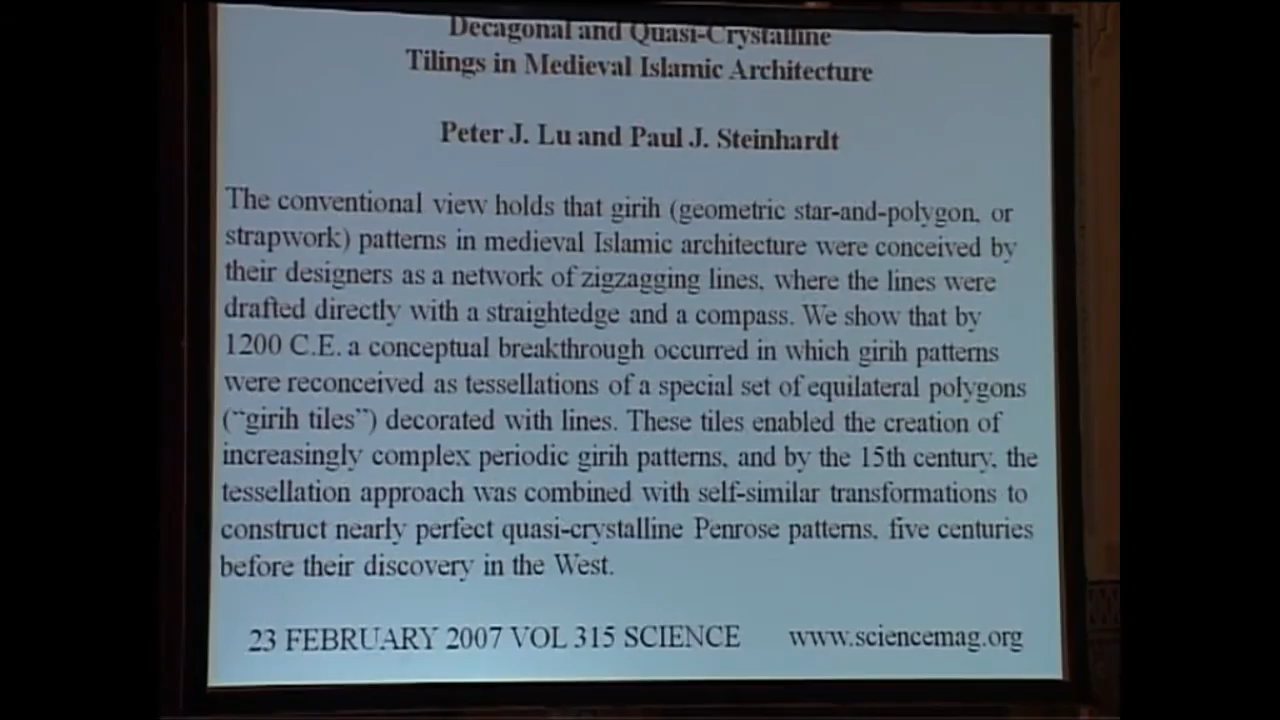 Decagonal and Quasi-Crystalline
Tilings in Medieval Islamic Architecture
Peter J. Lu and Paul J. Steinhardt
The conventional view holds that girih (geometric star-and-polygon, or
strapwork) patterns in medieval Islamic architecture were conceived by
their designers as a network of zigzagging lines, where the lines were
drafted directly with a straightedge and a compass. We show that by
1200 C.E. a conceptual breakthrough occurred in which girih patterns
were reconceived as tessellations of a special set of equilateral polygons
(“girih tiles”) decorated with lines. These tiles enabled the creation of
increasingly complex periodic girih patterns, and by the 15th century, the
tessellation approach was combined with self-similar transformations to
construct nearly perfect quasi-crystalline Penrose patterns, five centuries
before their discovery in the West.
23 FEBRUARY 2007 VOL 315 SCIENCE www.sciencemag.org